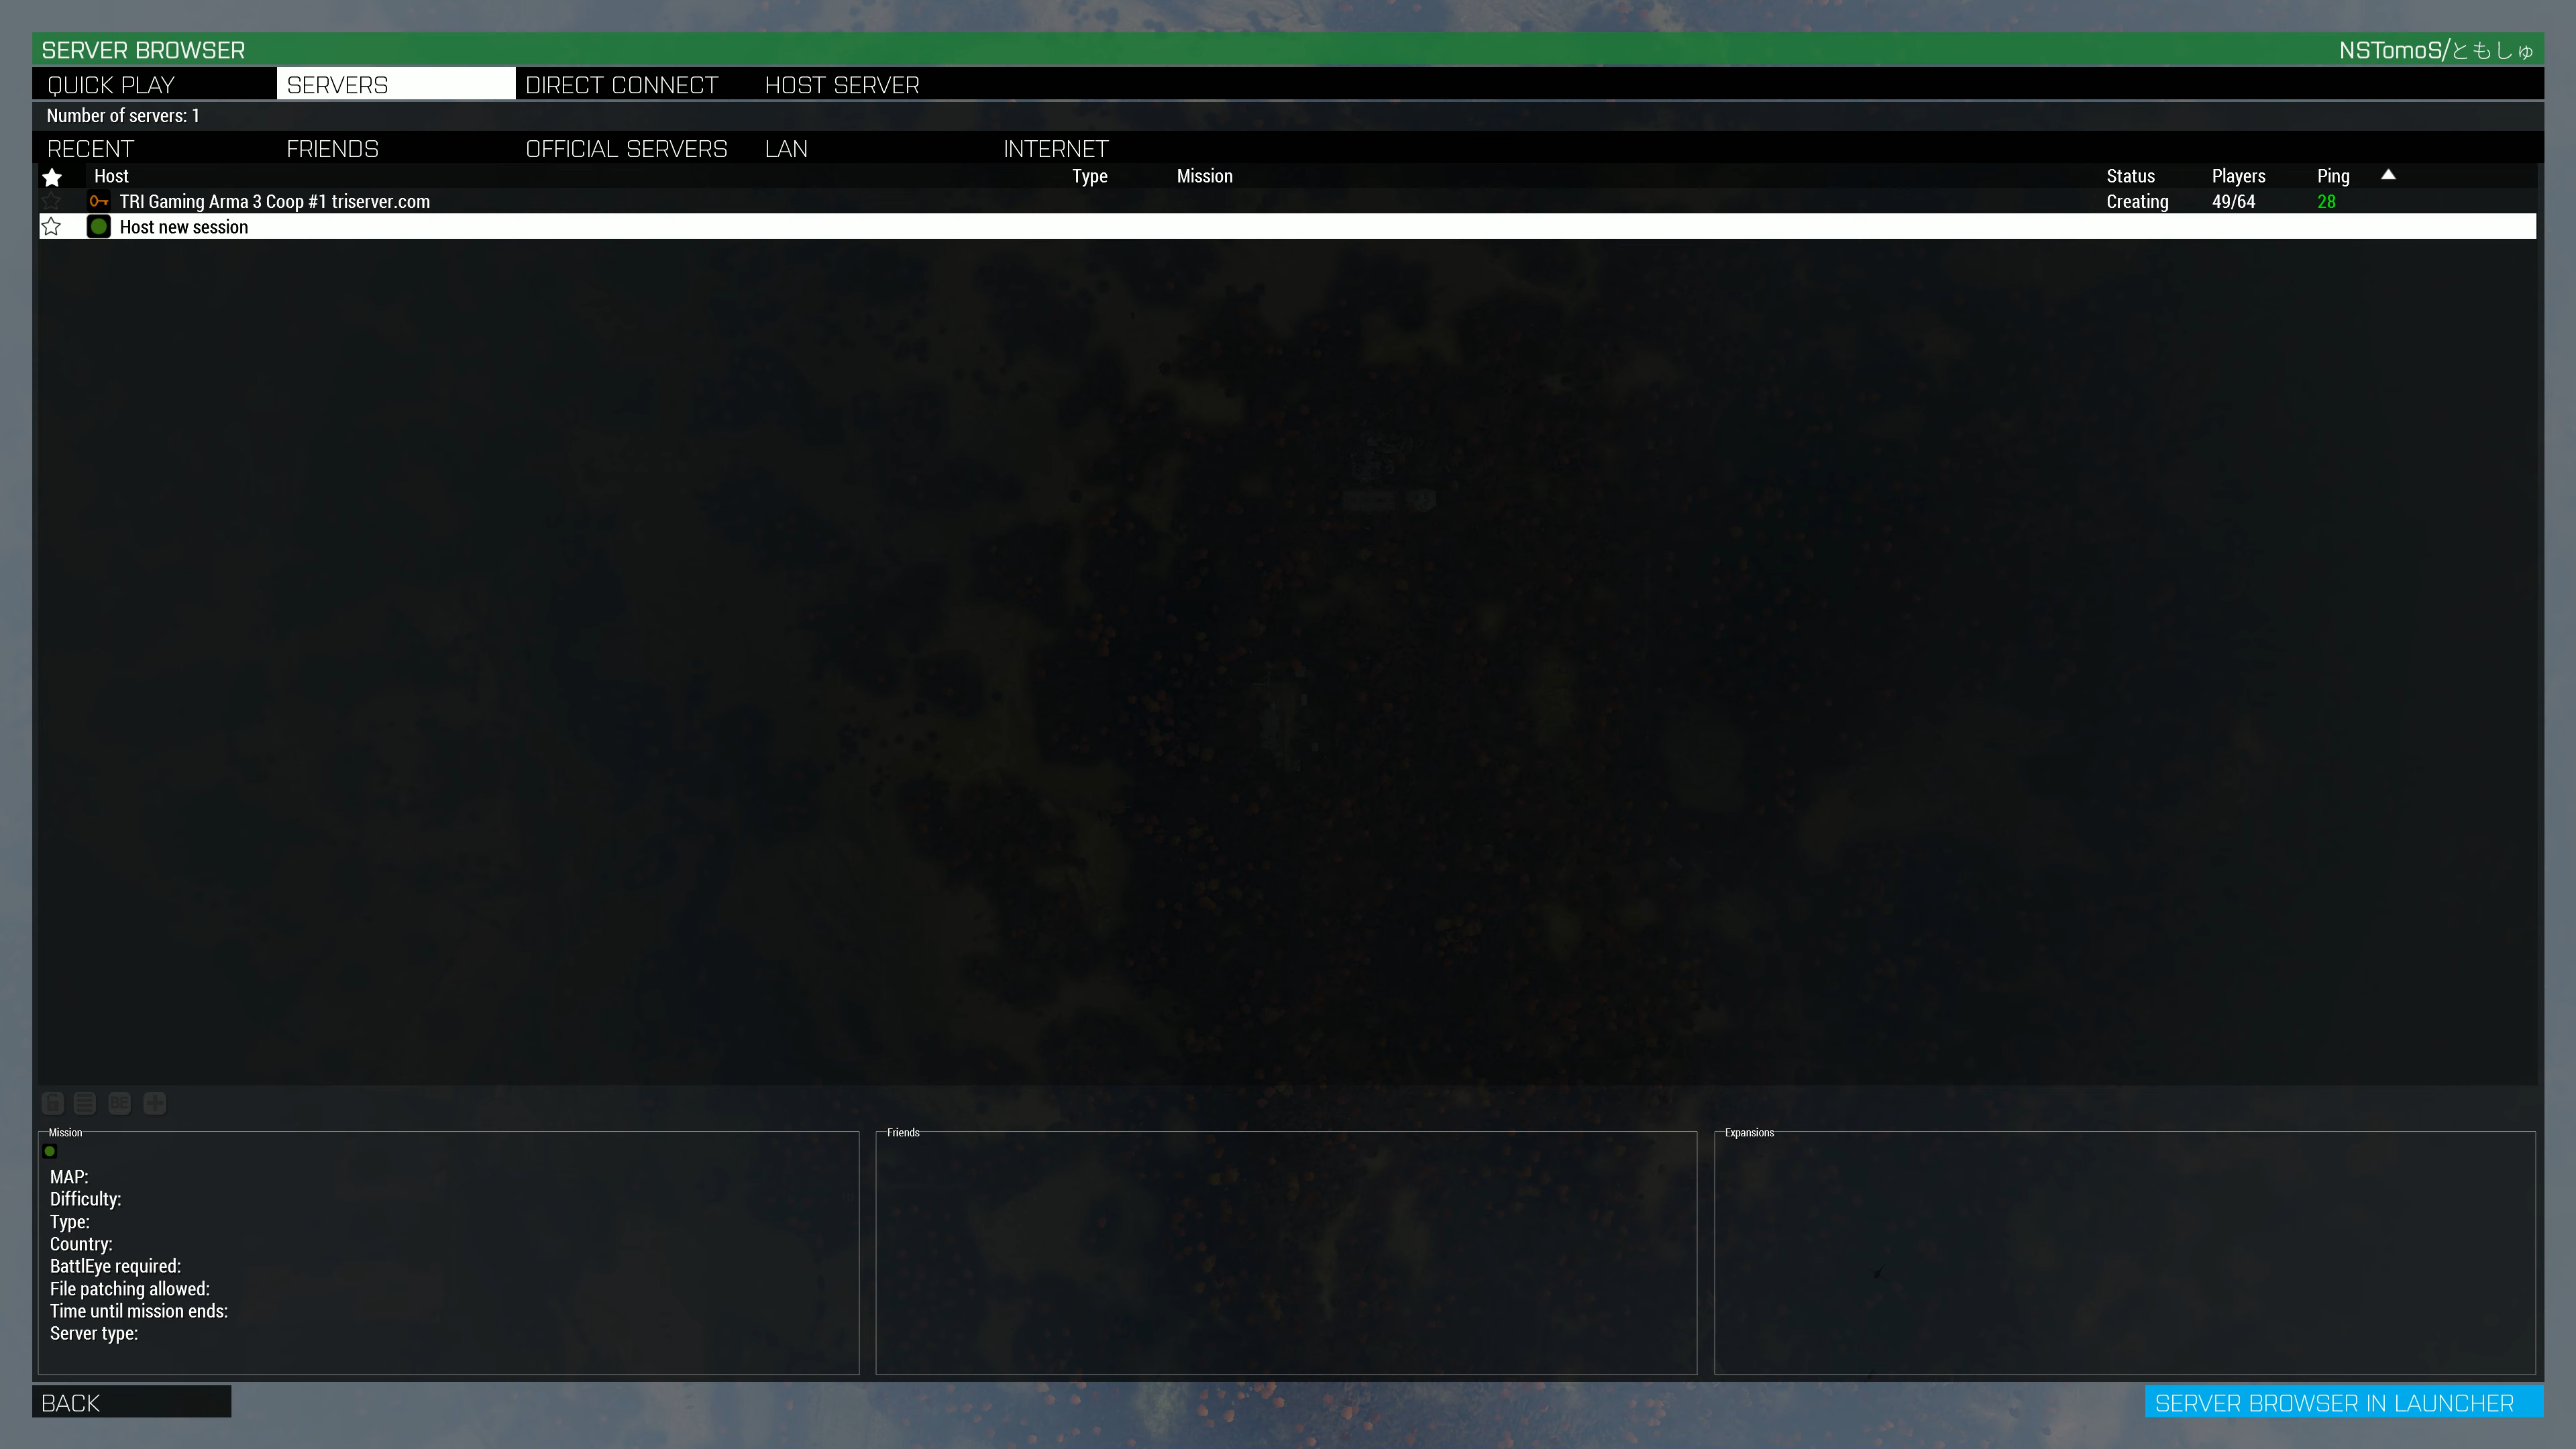 SERVER BROWSER NSTomoS/ともしゅ
QUICK PLAY SERVERS DIRECT CONNECT HOST SERVER
Number of servers: 1
RECENT FRIENDS OFFICIAL SERVERS LAN INTERNET
Host Type Mission Status Players Ping
TRI Gaming Arma 3 Coop #1 triserver.com Creating 49/64 28
Host new session
BE
Mission Friends Expansions
MAP:
Difficulty:
Type:
Country:
BattlEye required:
File patching allowed:
Time until mission ends:
Server type:
BACK SERVER BROWSER IN LAUNCHER